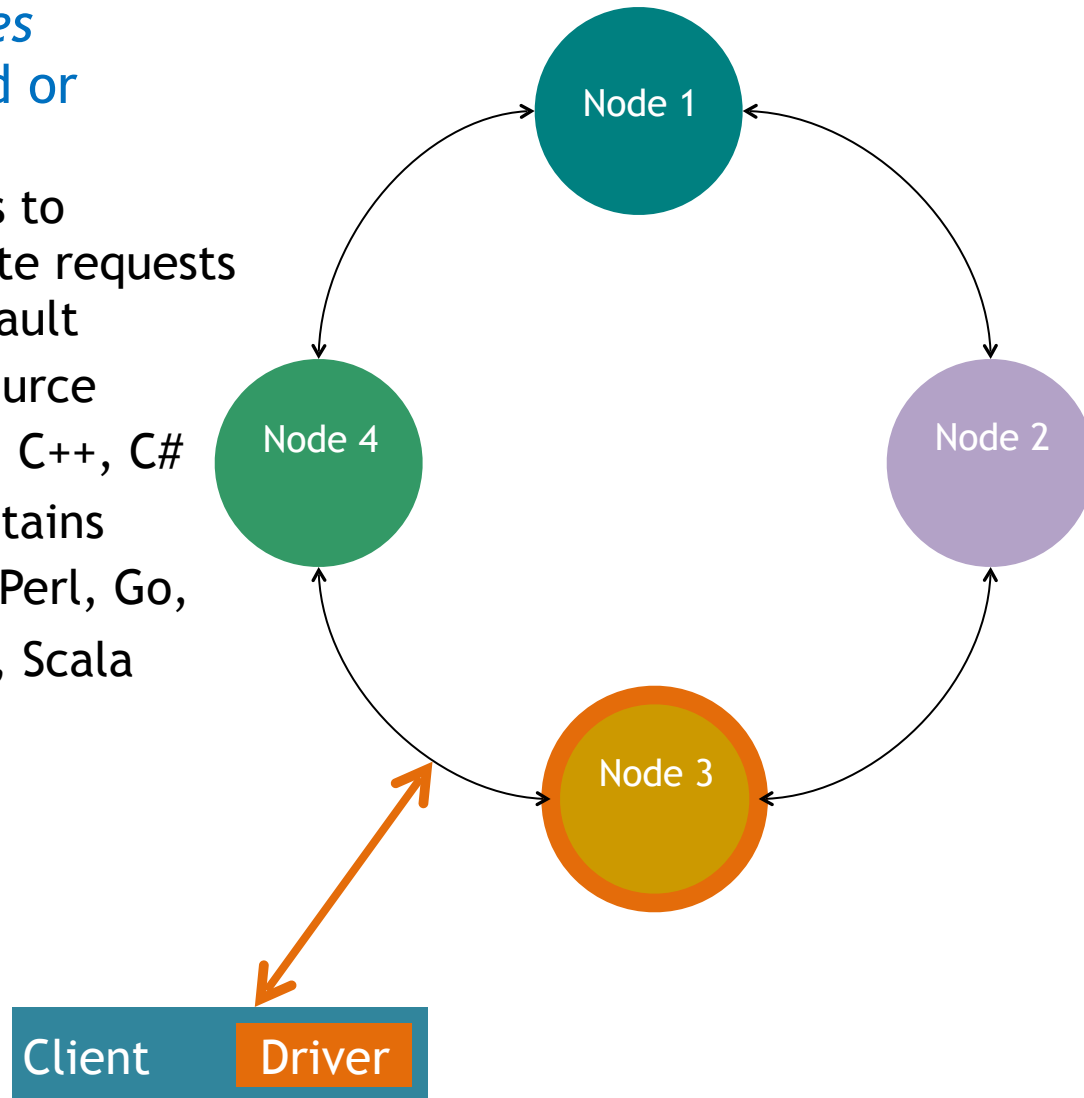 es
d or
s to
te requests
ault
urce
C++, C#
tains
Perl, Go,
, Scala
Node 1
Node 4
Node 2
Node 3
Client
Driver